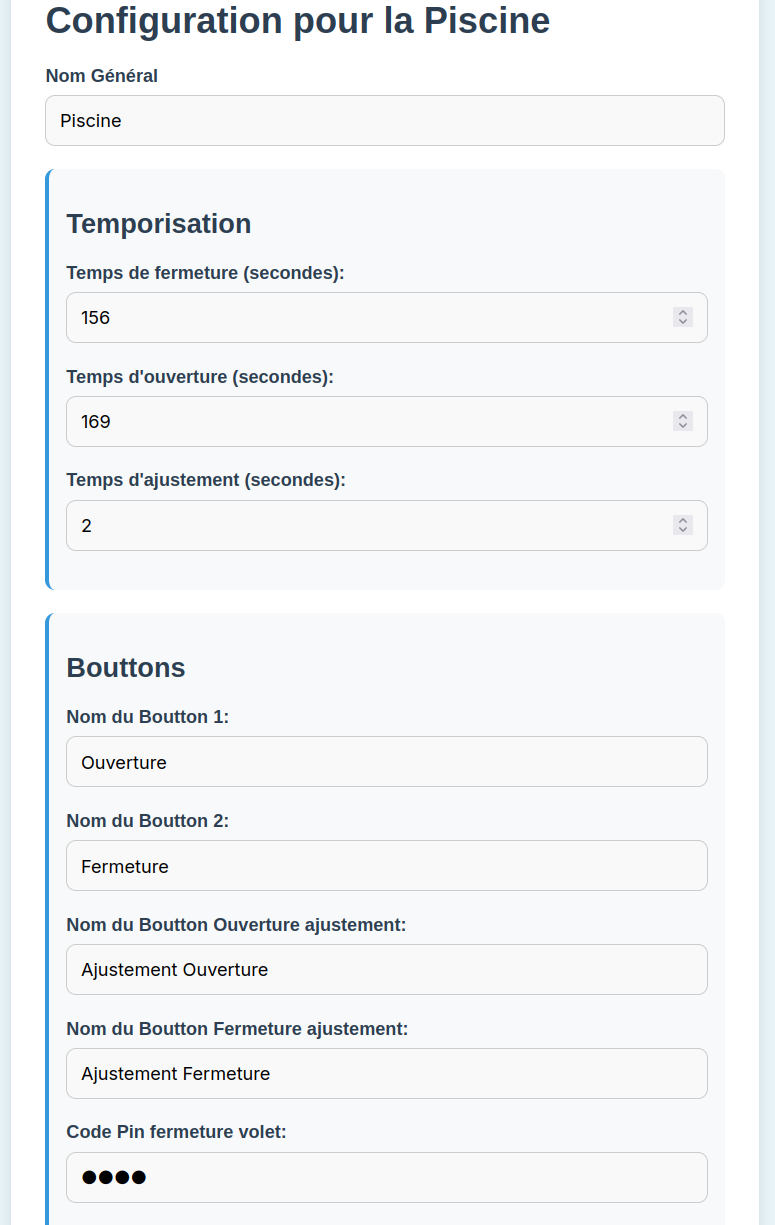 Configuration pour la Piscine
Nom Général
Piscine
Temporisation
Temps de fermeture (secondes):
156
Temps d'ouverture (secondes):
169
Temps d'ajustement (secondes):
2
Bouttons
Nom du Boutton 1:
Ouverture
Nom du Boutton 2:
Fermeture
Nom du Boutton Ouverture ajustement:
Ajustement Ouverture
Nom du Boutton Fermeture ajustement:
Ajustement Fermeture
Code Pin fermeture volet:
●●●●